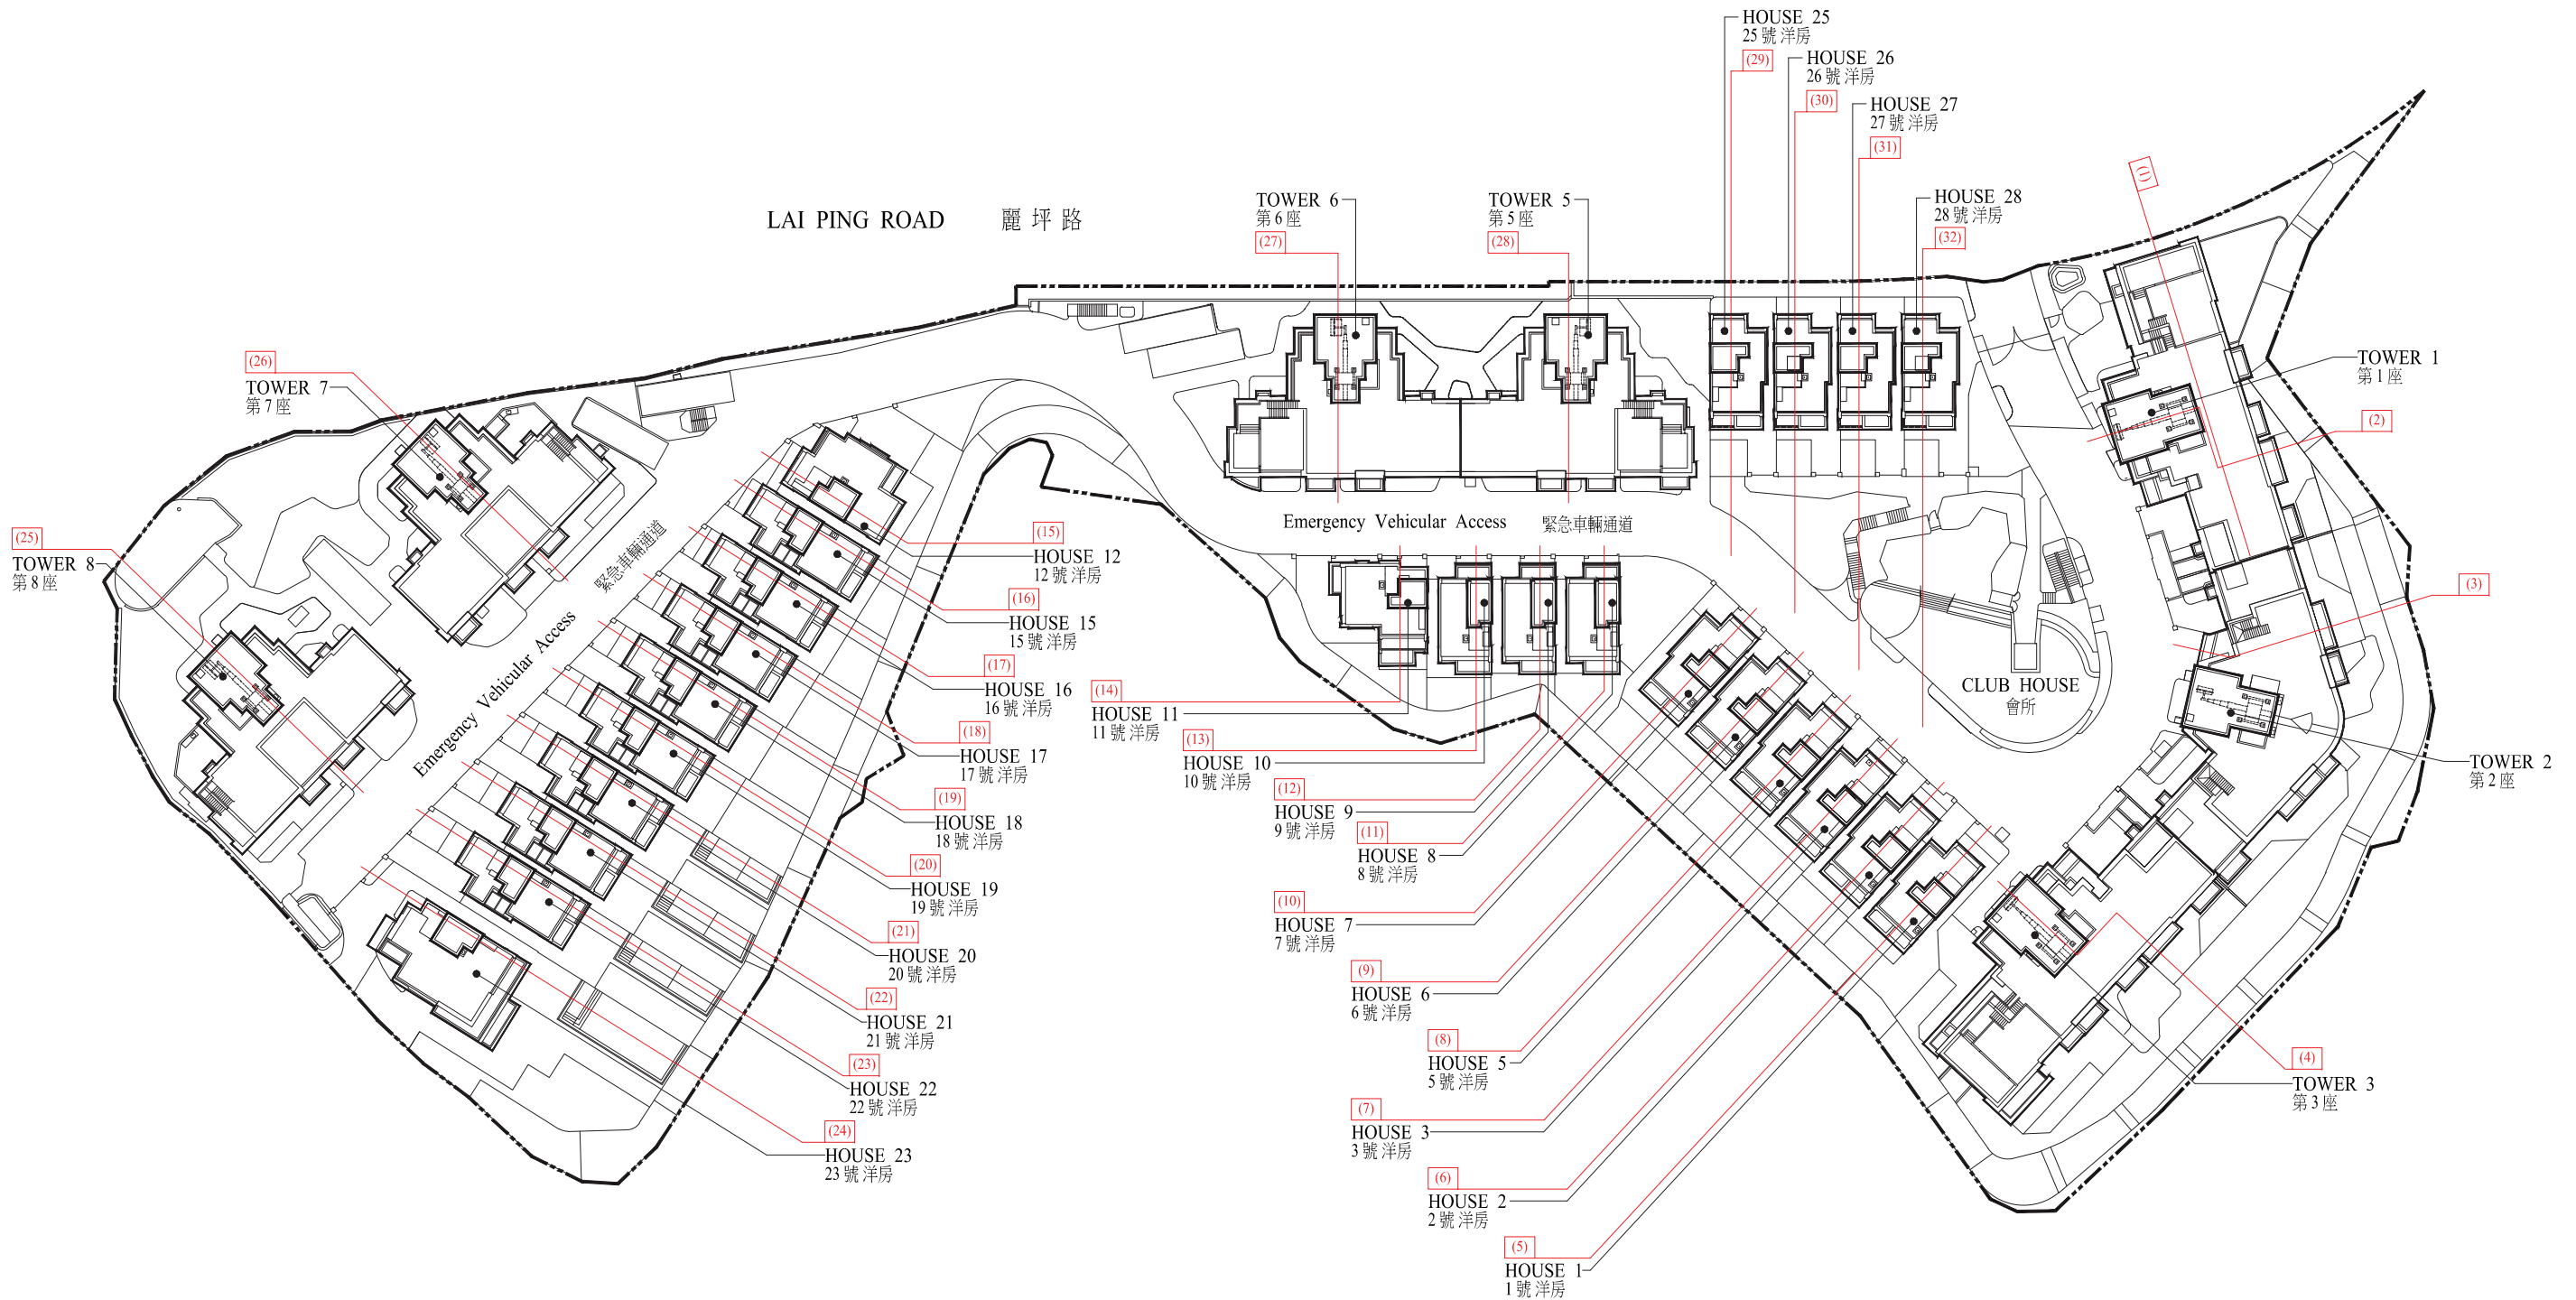 HOUSE 25
25 號洋房
(29)
HOUSE 26
26 號洋房
(30)
HOUSE 27
27 號洋房
(31)
HOUSE 28
28 號洋房
(32)
(1)
LAI PING ROAD 麗坪路
TOWER 6
第 6 座
(27)
TOWER 5
第 5 座
(28)
(26)
TOWER 7
第 7 座
TOWER 1
第 1 座
(2)
(25)
TOWER 8
第 8 座
緊急車輛通道
Emergency Vehicular Access
Emergency Vehicular Access 緊急車輛通道
(15)
HOUSE 12
12 號洋房
(16)
HOUSE 15
15 號洋房
(17)
HOUSE 16
16 號洋房
(18)
HOUSE 17
17 號洋房
(19)
HOUSE 18
18 號洋房
(20)
HOUSE 19
19 號洋房
(21)
HOUSE 20
20 號洋房
(22)
HOUSE 21
21 號洋房
(23)
HOUSE 22
22 號洋房
(24)
HOUSE 23
23 號洋房
(14)
HOUSE 11
11 號洋房
(13)
HOUSE 10
10 號洋房
(12)
HOUSE 9
9 號洋房
(11)
HOUSE 8
8 號洋房
(10)
HOUSE 7
7 號洋房
(9)
HOUSE 6
6 號洋房
(8)
HOUSE 5
5 號洋房
(7)
HOUSE 3
3 號洋房
(6)
HOUSE 2
2 號洋房
(5)
HOUSE 1
1 號洋房
CLUB HOUSE
會所
(3)
TOWER 2
第 2 座
(4)
TOWER 3
第 3 座